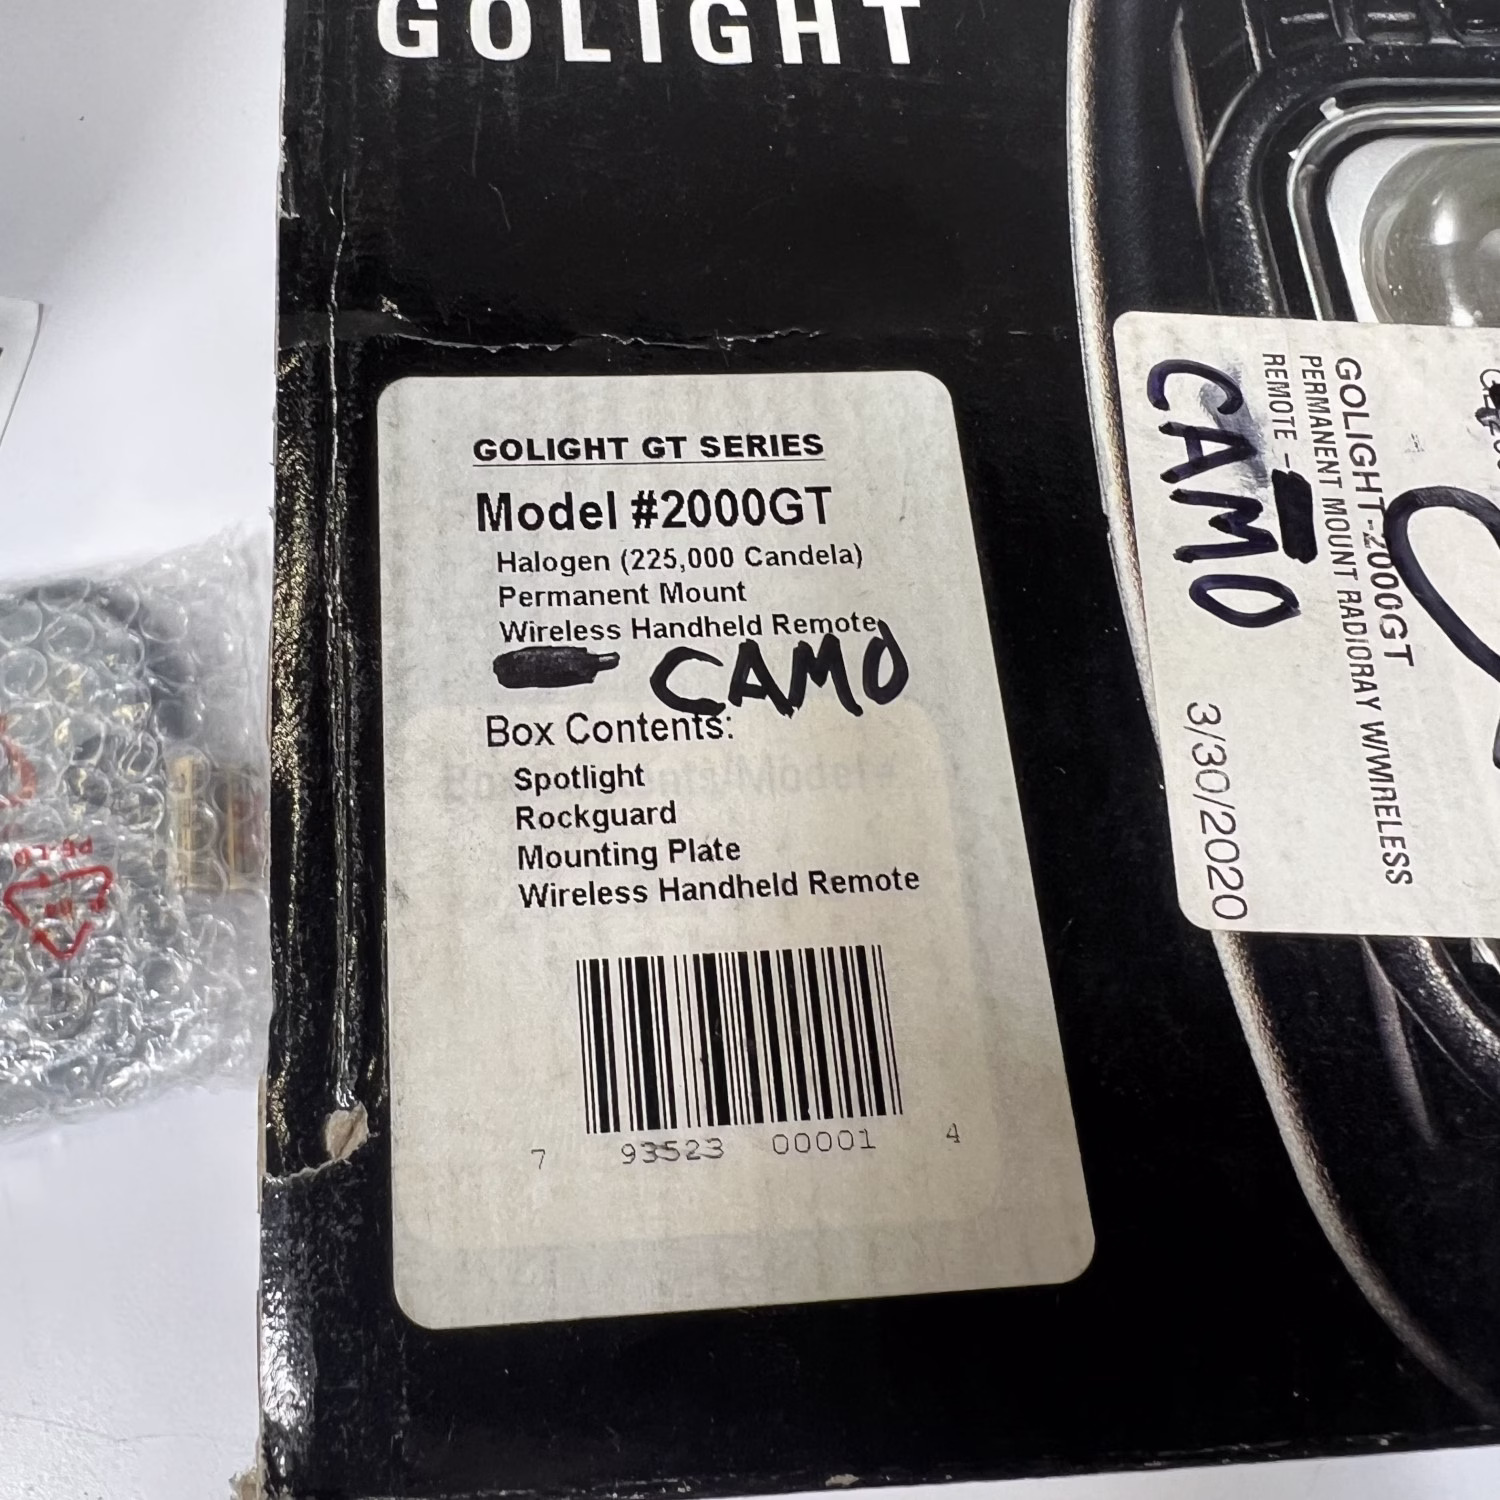 GOLIGHT
GOLIGHT GT SERIES
Model #2000GT
Halogen (225,000 Candela)
Permanent Mount
Wireless Handheld Remote
CAMO
Box Contents:
Spotlight
Rockguard
Mounting Plate
Wireless Handheld Remote
7 93523 00001 4
GOLIGHT-2000GT
PERMANENT MOUNT RADIORAY W/WIRELESS
REMOTE -
CAMO
3/30/2020
PE-LD